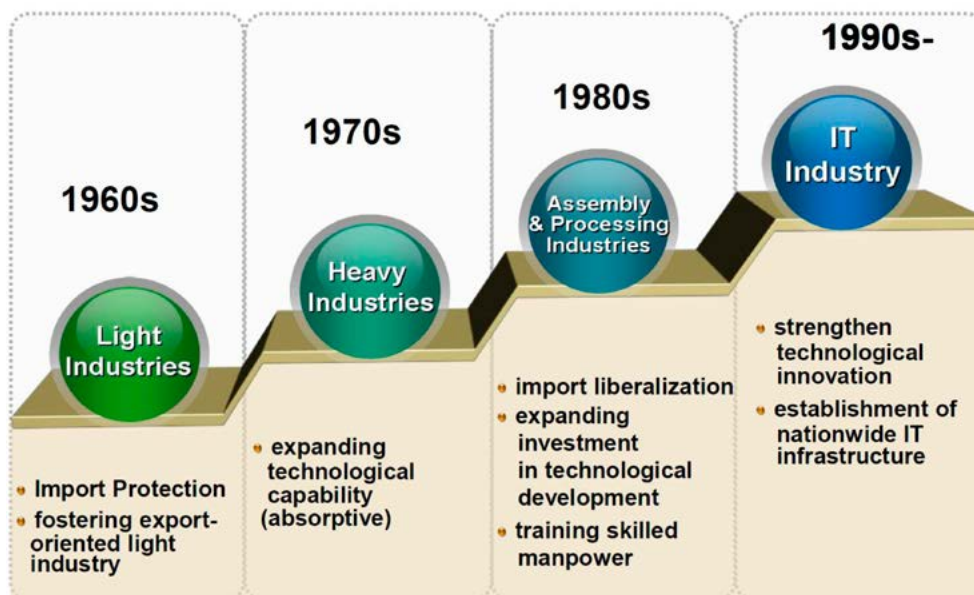 1960s
Light
Industries
Import Protection
fostering export-
oriented light
industry
1970s
Heavy
Industries
expanding
technological
capability
(absorptive)
1980s
Assembly
& Processing
Industries
import liberalization
expanding
investment
in technological
development
training skilled
manpower
1990s-
IT
Industry
strengthen
technological
innovation
establishment of
nationwide IT
infrastructure